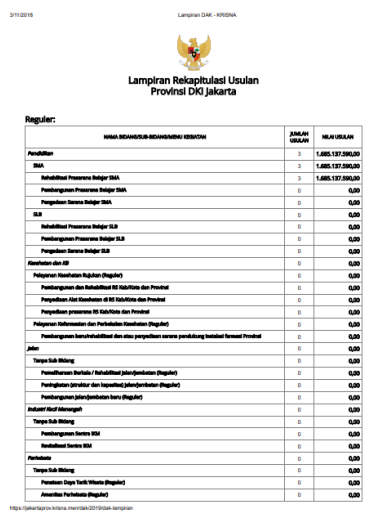 3/11/2018 Lampiran DAK - KRISNA
Lampiran Rekapitulasi Usulan
Provinsi DKI Jakarta
Reguler:
NAMA BIDANG/SUB-BIDANG/MENU KEGIATAN JUMLAH USULAN NILAI USULAN
Pendidikan 3 1.685.137.590,00
SMA 3 1.685.137.590,00
Rehabilitasi Prasarana Belajar SMA 3 1.685.137.590,00
Pembangunan Prasarana Belajar SMA 0 0,00
Pengadaan Sarana Belajar SMA 0 0,00
SLB 0 0,00
Rehabilitasi Prasarana Belajar SLB 0 0,00
Pembangunan Prasarana Belajar SLB 0 0,00
Pengadaan Sarana Belajar SLB 0 0,00
Kesehatan dan KB 0 0,00
Pelayanan Kesehatan Rujukan (Reguler) 0 0,00
Pembangunan dan Rehabilitasi RS Kab/Kota dan Provinsi 0 0,00
Penyediaan Alat Kesehatan di RS Kab/Kota dan Provinsi 0 0,00
Penyediaan prasarana RS Kab/Kota dan Provinsi 0 0,00
Pelayanan Kefarmasian dan Perbekalan Kesehatan (Reguler) 0 0,00
Pembangunan baru/rehabilitasi dan atau penyediaan sarana pendukung instalasi farmasi Provinsi 0 0,00
Jalan 0 0,00
Tanpa Sub Bidang 0 0,00
Pemeliharaan Berkala / Rehabilitasi Jalan/Jembatan (Reguler) 0 0,00
Peningkatan (struktur dan kapasitas) jalan/jembatan (Reguler) 0 0,00
Pembangunan jalan/jembatan baru (Reguler) 0 0,00
Industri Kecil Menengah 0 0,00
Tanpa Sub Bidang 0 0,00
Pembangunan Sentra IKM 0 0,00
Revitalisasi Sentra IKM 0 0,00
Pariwisata 0 0,00
Tanpa Sub Bidang 0 0,00
Penataan Daya Tarik Wisata (Reguler) 0 0,00
Amenitas Pariwisata (Reguler) 0 0,00
https://jakartaprov.krisna.men/dak/2019/dak-lampiran